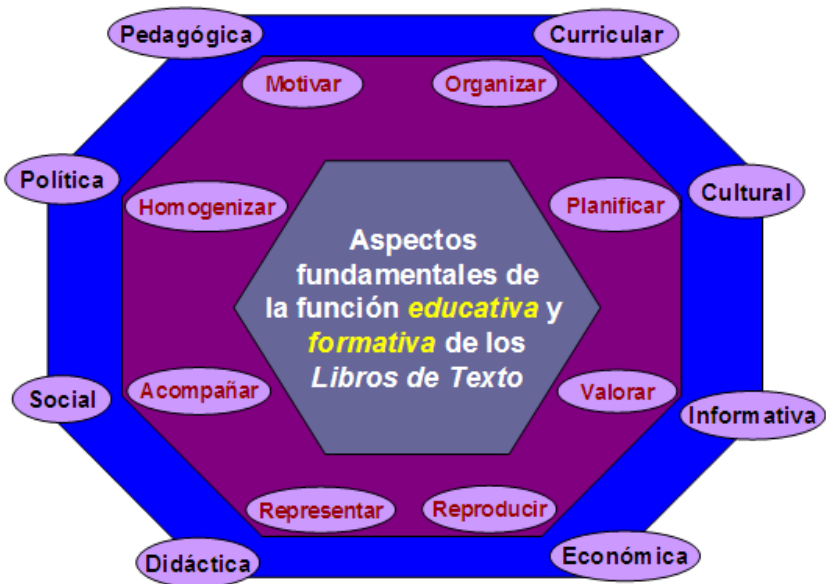 Pedagógica
Curricular
Motivar
Organizar
Política
Cultural
Homogenizar
Planificar
Aspectos
fundamentales de
la función educativa y
formativa de los
Libros de Texto
Acompañar
Valorar
Social
Informativa
Representar
Reproducir
Didáctica
Económica